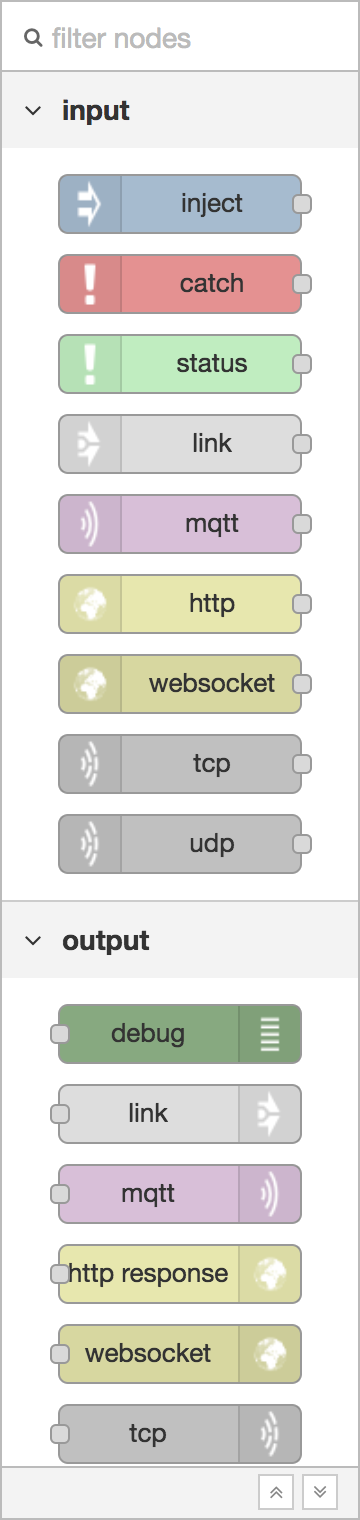 filter nodes
input
inject
catch
status
link
mqtt
http
websocket
tcp
udp
output
debug
link
mqtt
http response
websocket
tcp